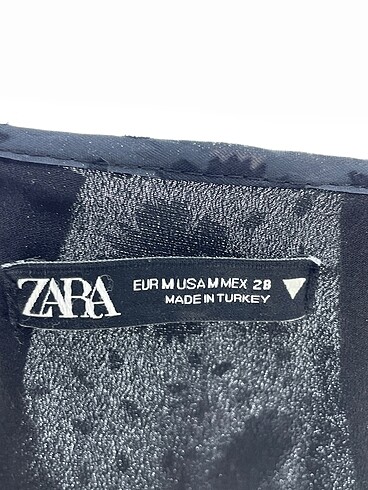 ZARA
EUR M USA M MEX 28
MADE IN TURKEY